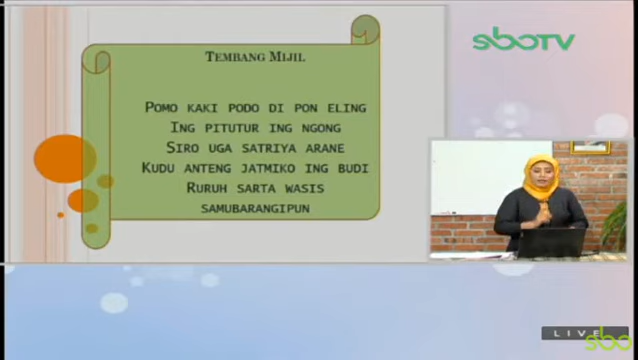 sboTV
TEMBANG MIJIL
POMO KAKI PODO DI PON ELING
ING PITUTUR ING NGONG
SIRO UGA SATRIYA ARANE
KUDU ANTENG JATMIKO ING BUDI
RURUH SARTA WASIS
SAMUBARANGIPUN
LIVE
sbo